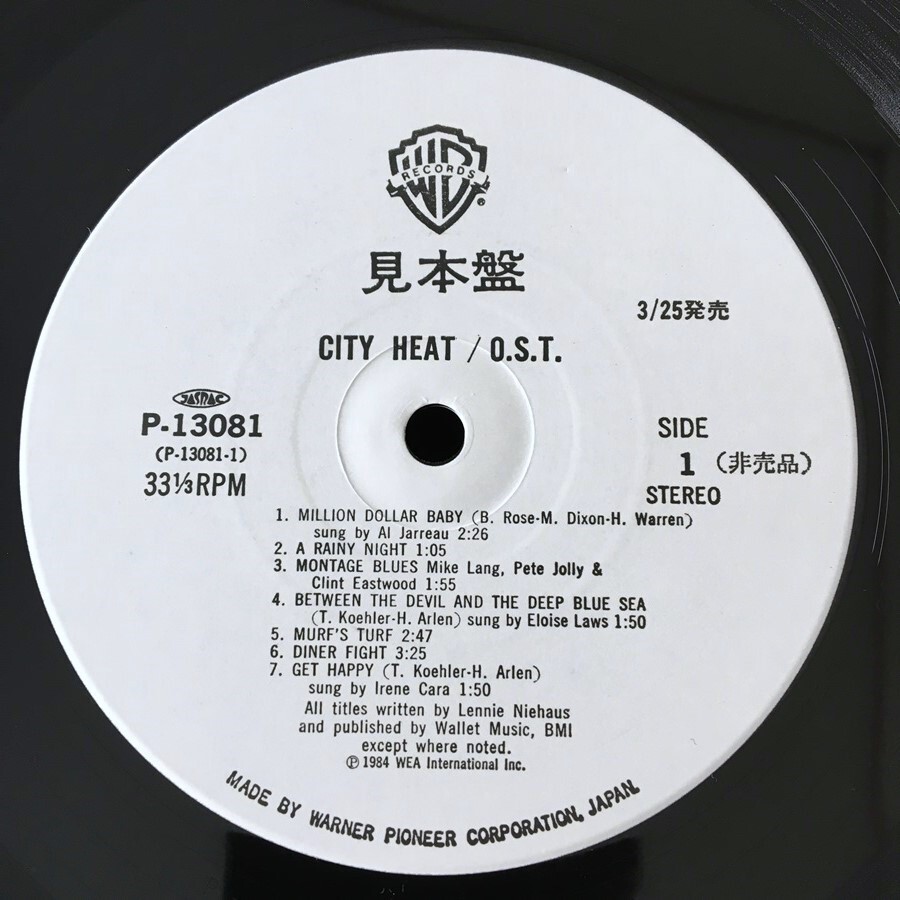 WB
RECORDS
®
見本盤
3/25発売
CITY HEAT / O.S.T.
JASRAC
P-13081
(P-13081-1)
33⅓RPM
SIDE
1 (非売品)
STEREO
1. MILLION DOLLAR BABY (B. Rose-M. Dixon-H. Warren)
sung by Al Jarreau 2:26
2. A RAINY NIGHT 1:05
3. MONTAGE BLUES Mike Lang, Pete Jolly &
Clint Eastwood 1:55
4. BETWEEN THE DEVIL AND THE DEEP BLUE SEA
(T. Koehler-H. Arlen) sung by Eloise Laws 1:50
5. MURF'S TURF 2:47
6. DINER FIGHT 3:25
7. GET HAPPY (T. Koehler-H. Arlen)
sung by Irene Cara 1:50
All titles written by Lennie Niehaus
and published by Wallet Music, BMI
except where noted.
℗ 1984 WEA International Inc.
MADE BY WARNER PIONEER CORPORATION, JAPAN.